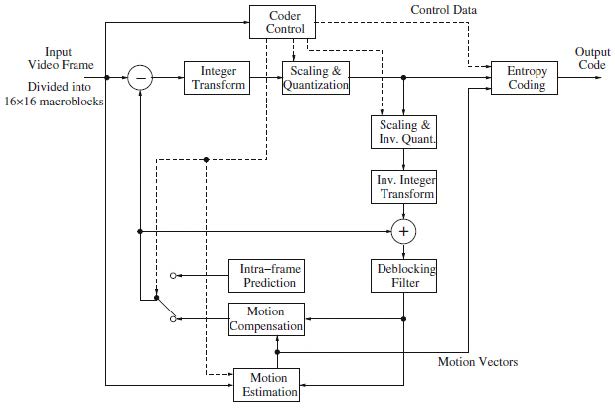 Coder
Control
Control Data
Input
Video Frame
Divided into
16×16 macroblocks
−
Integer
Transform
Scaling &
Quantization
Entropy
Coding
Output
Code
Scaling &
Inv. Quant.
Inv. Integer
Transform
+
Intra−frame
Prediction
Deblocking
Filter
Motion
Compensation
Motion Vectors
Motion
Estimation